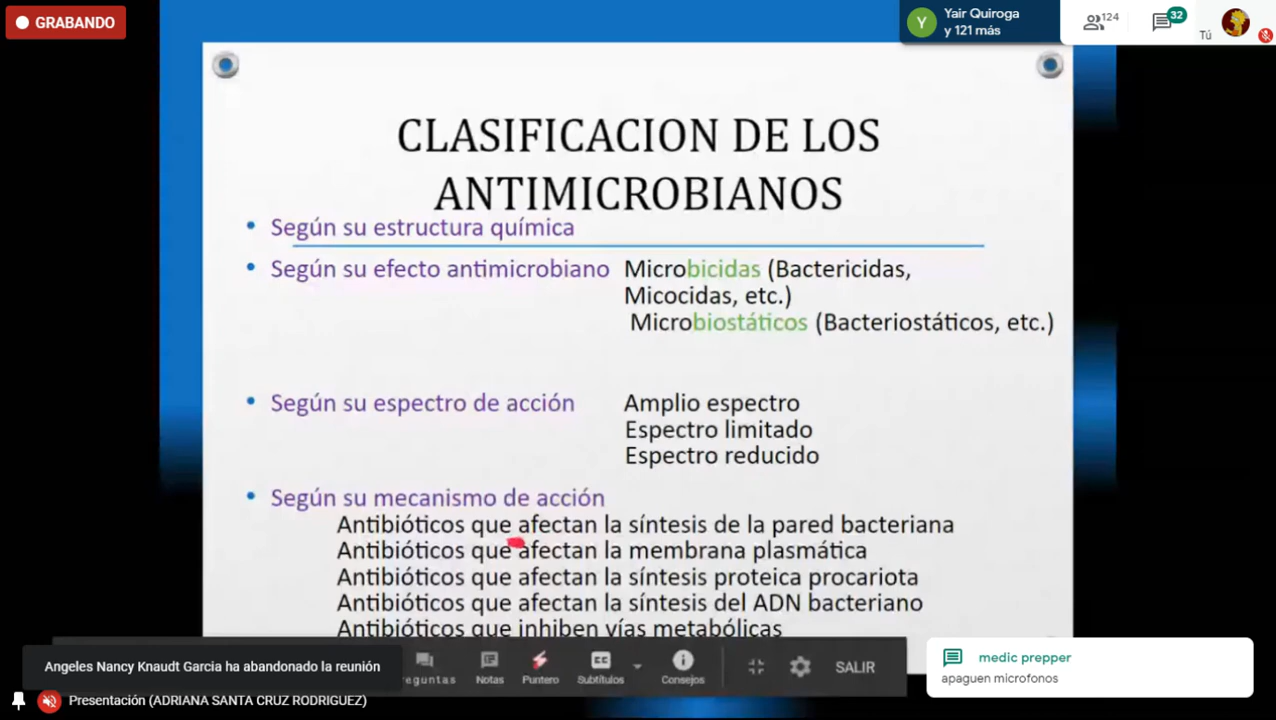 GRABANDO
Yair Quiroga
y 121 más
124
32
Y
Tú
CLASIFICACION DE LOS
ANTIMICROBIANOS
• Según su estructura química
• Según su efecto antimicrobiano Microbicidas (Bactericidas,
Micocidas, etc.)
Microbiostáticos (Bacteriostáticos, etc.)
• Según su espectro de acción Amplio espectro
Espectro limitado
Espectro reducido
• Según su mecanismo de acción
Antibióticos que afectan la síntesis de la pared bacteriana
Antibióticos que afectan la membrana plasmática
Antibióticos que afectan la síntesis proteica procariota
Antibióticos que afectan la síntesis del ADN bacteriano
Antibióticos que inhiben vías metabólicas
Angeles Nancy Knaudt Garcia ha abandonado la reunión
reguntas
Notas
Puntero
CC
Subtítulos
Consejos
SALIR
medic prepper
apaguen microfonos
Presentación (ADRIANA SANTA CRUZ RODRIGUEZ)